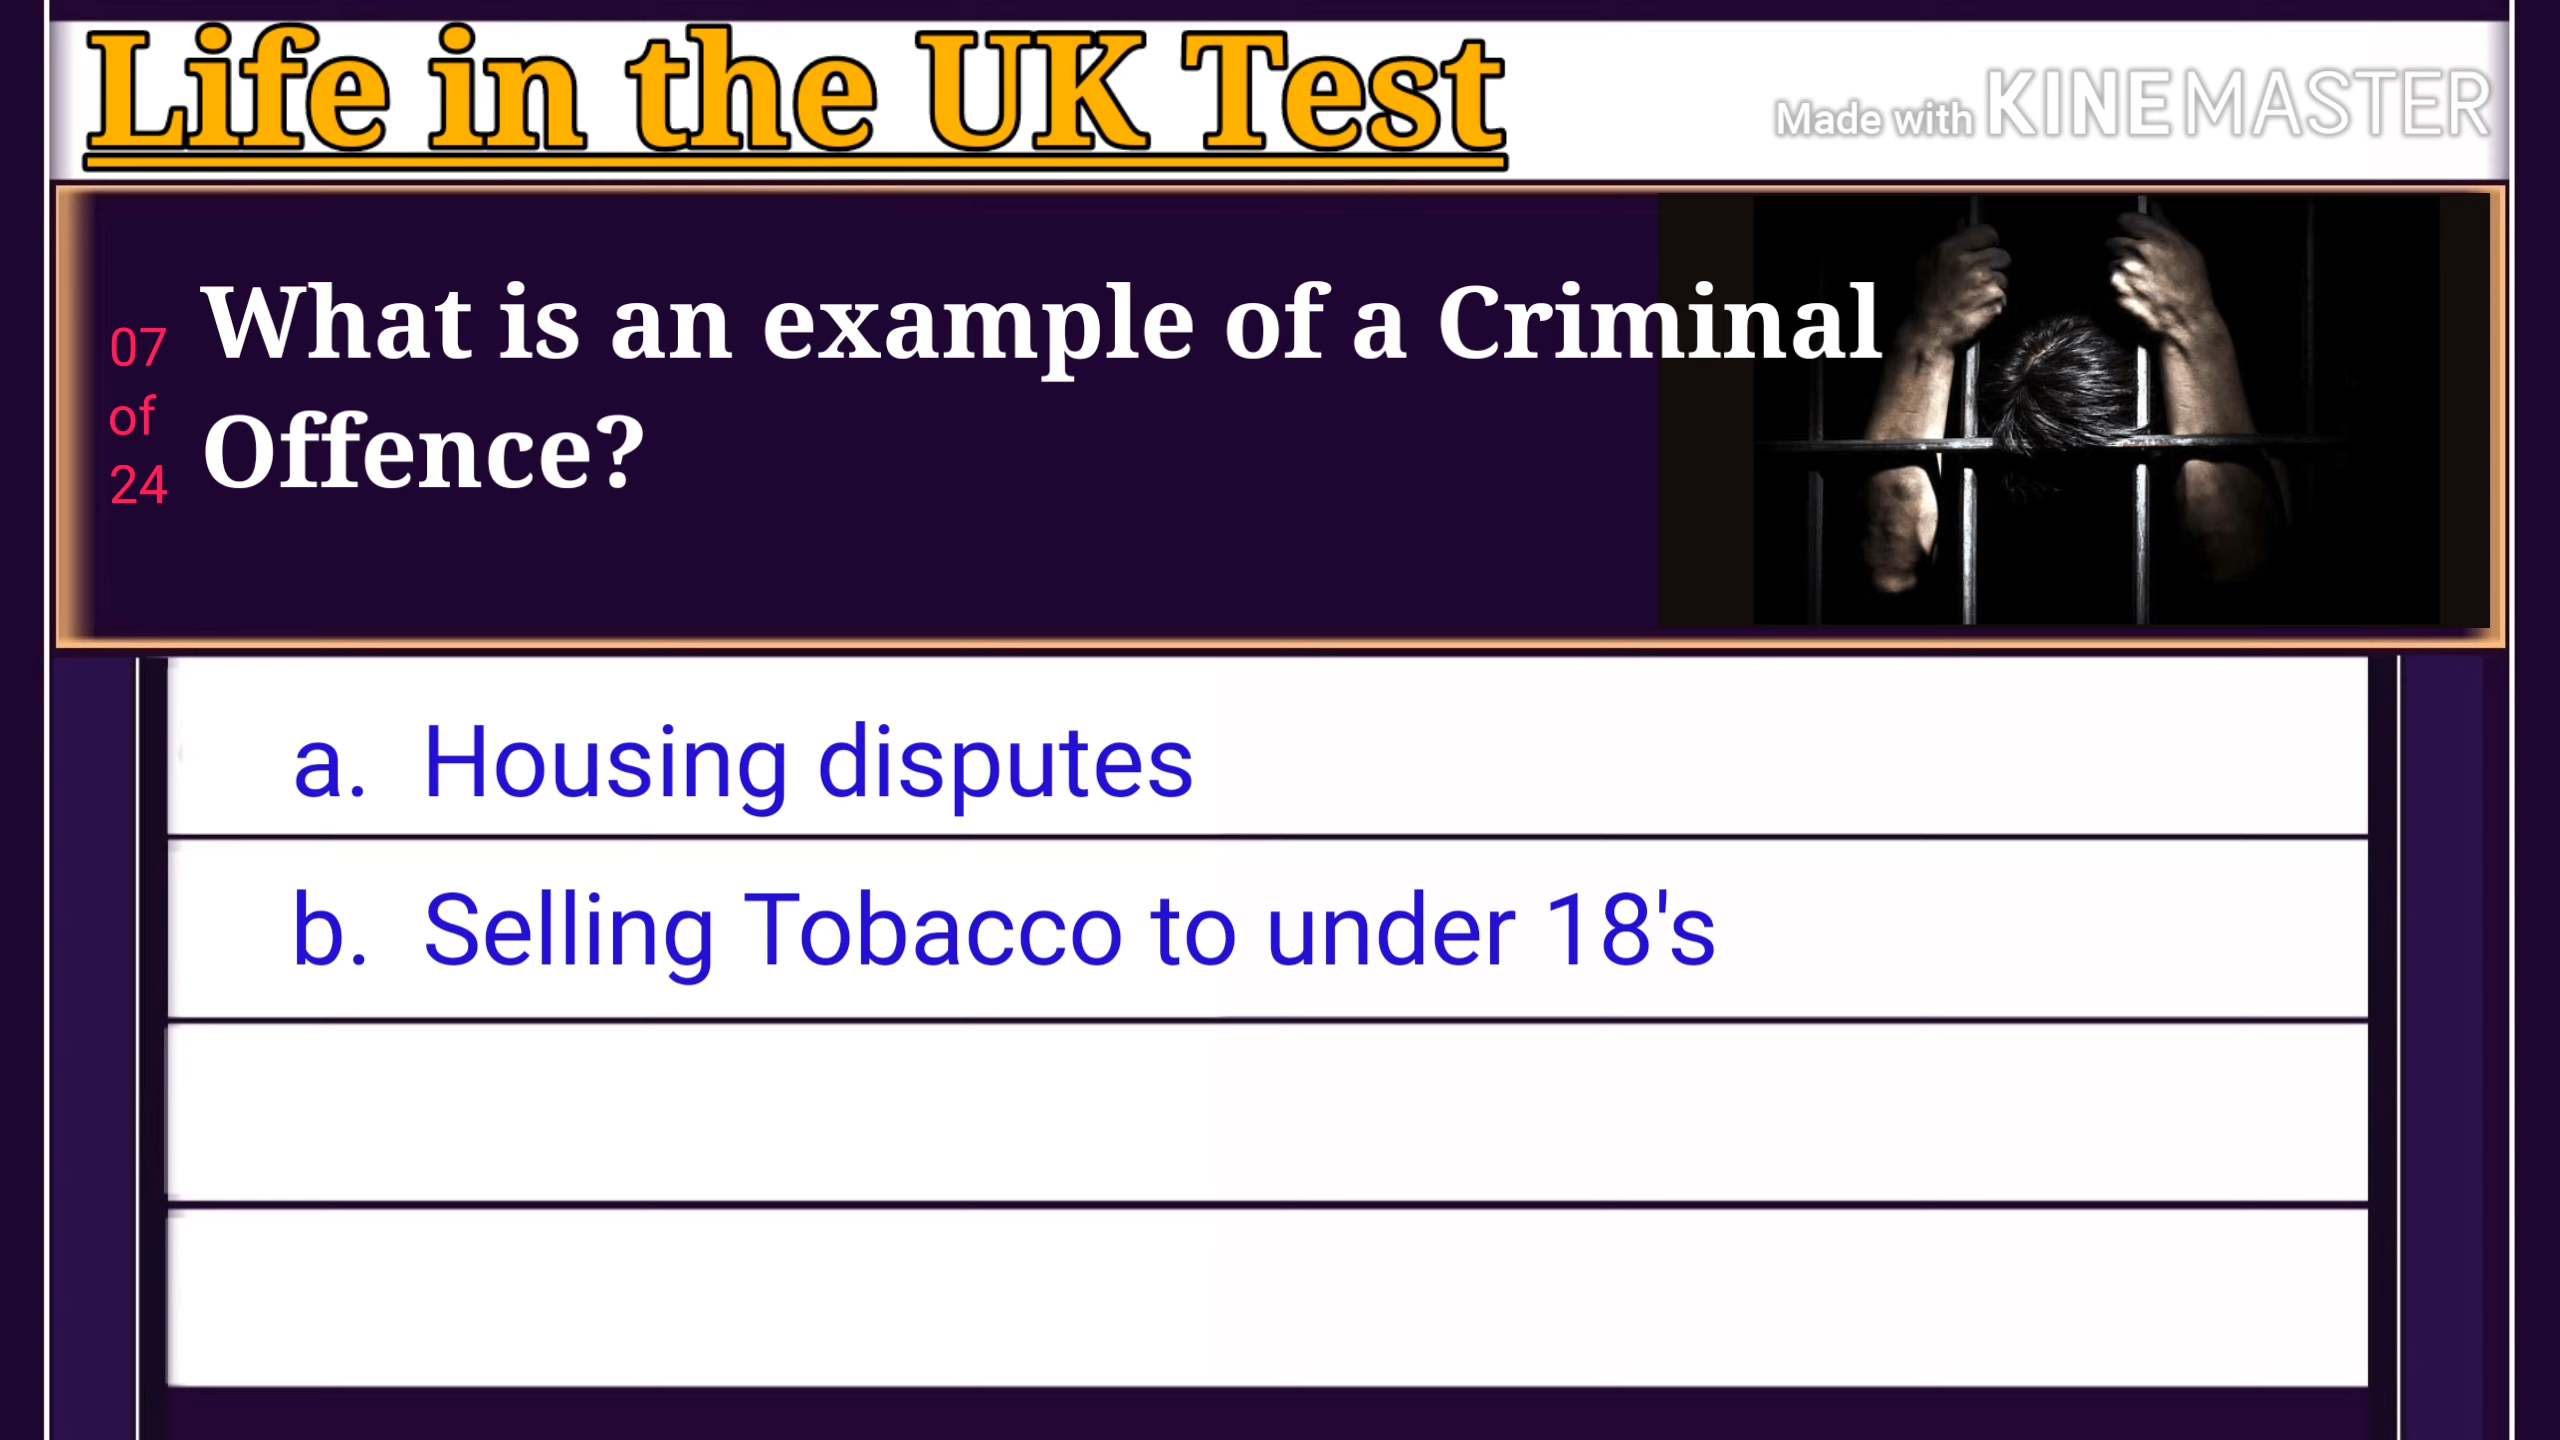 Life in the UK Test
Made with KINEMASTER
07
of
24
What is an example of a Criminal
Offence?
a. Housing disputes
b. Selling Tobacco to under 18's